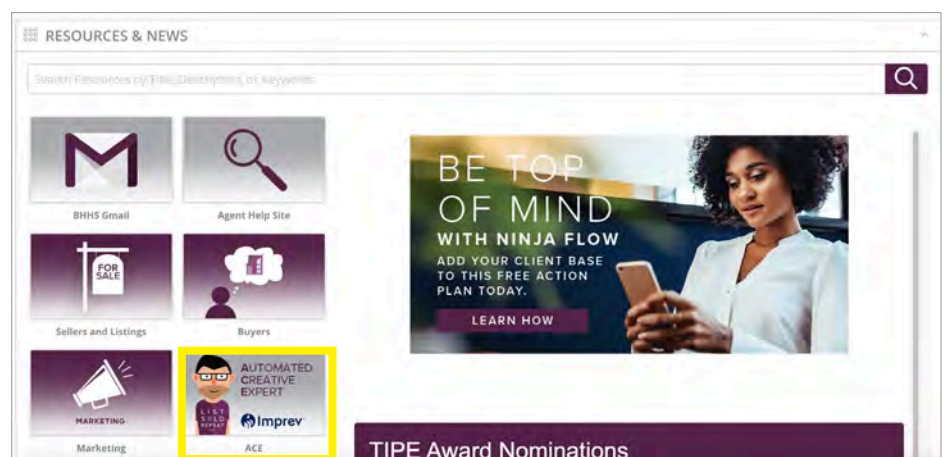 RESOURCES & NEWS
Search Resources by Title, Description, or Keywords
BHHS Gmail
Agent Help Site
FOR
SALE
Sellers and Listings
Buyers
MARKETING
Marketing
AUTOMATED
CREATIVE
EXPERT
LIST
SOLD
REPEAT
Imprev
ACE
BE TOP
OF MIND
WITH NINJA FLOW
ADD YOUR CLIENT BASE
TO THIS FREE ACTION
PLAN TODAY.
LEARN HOW
TIPE Award Nominations